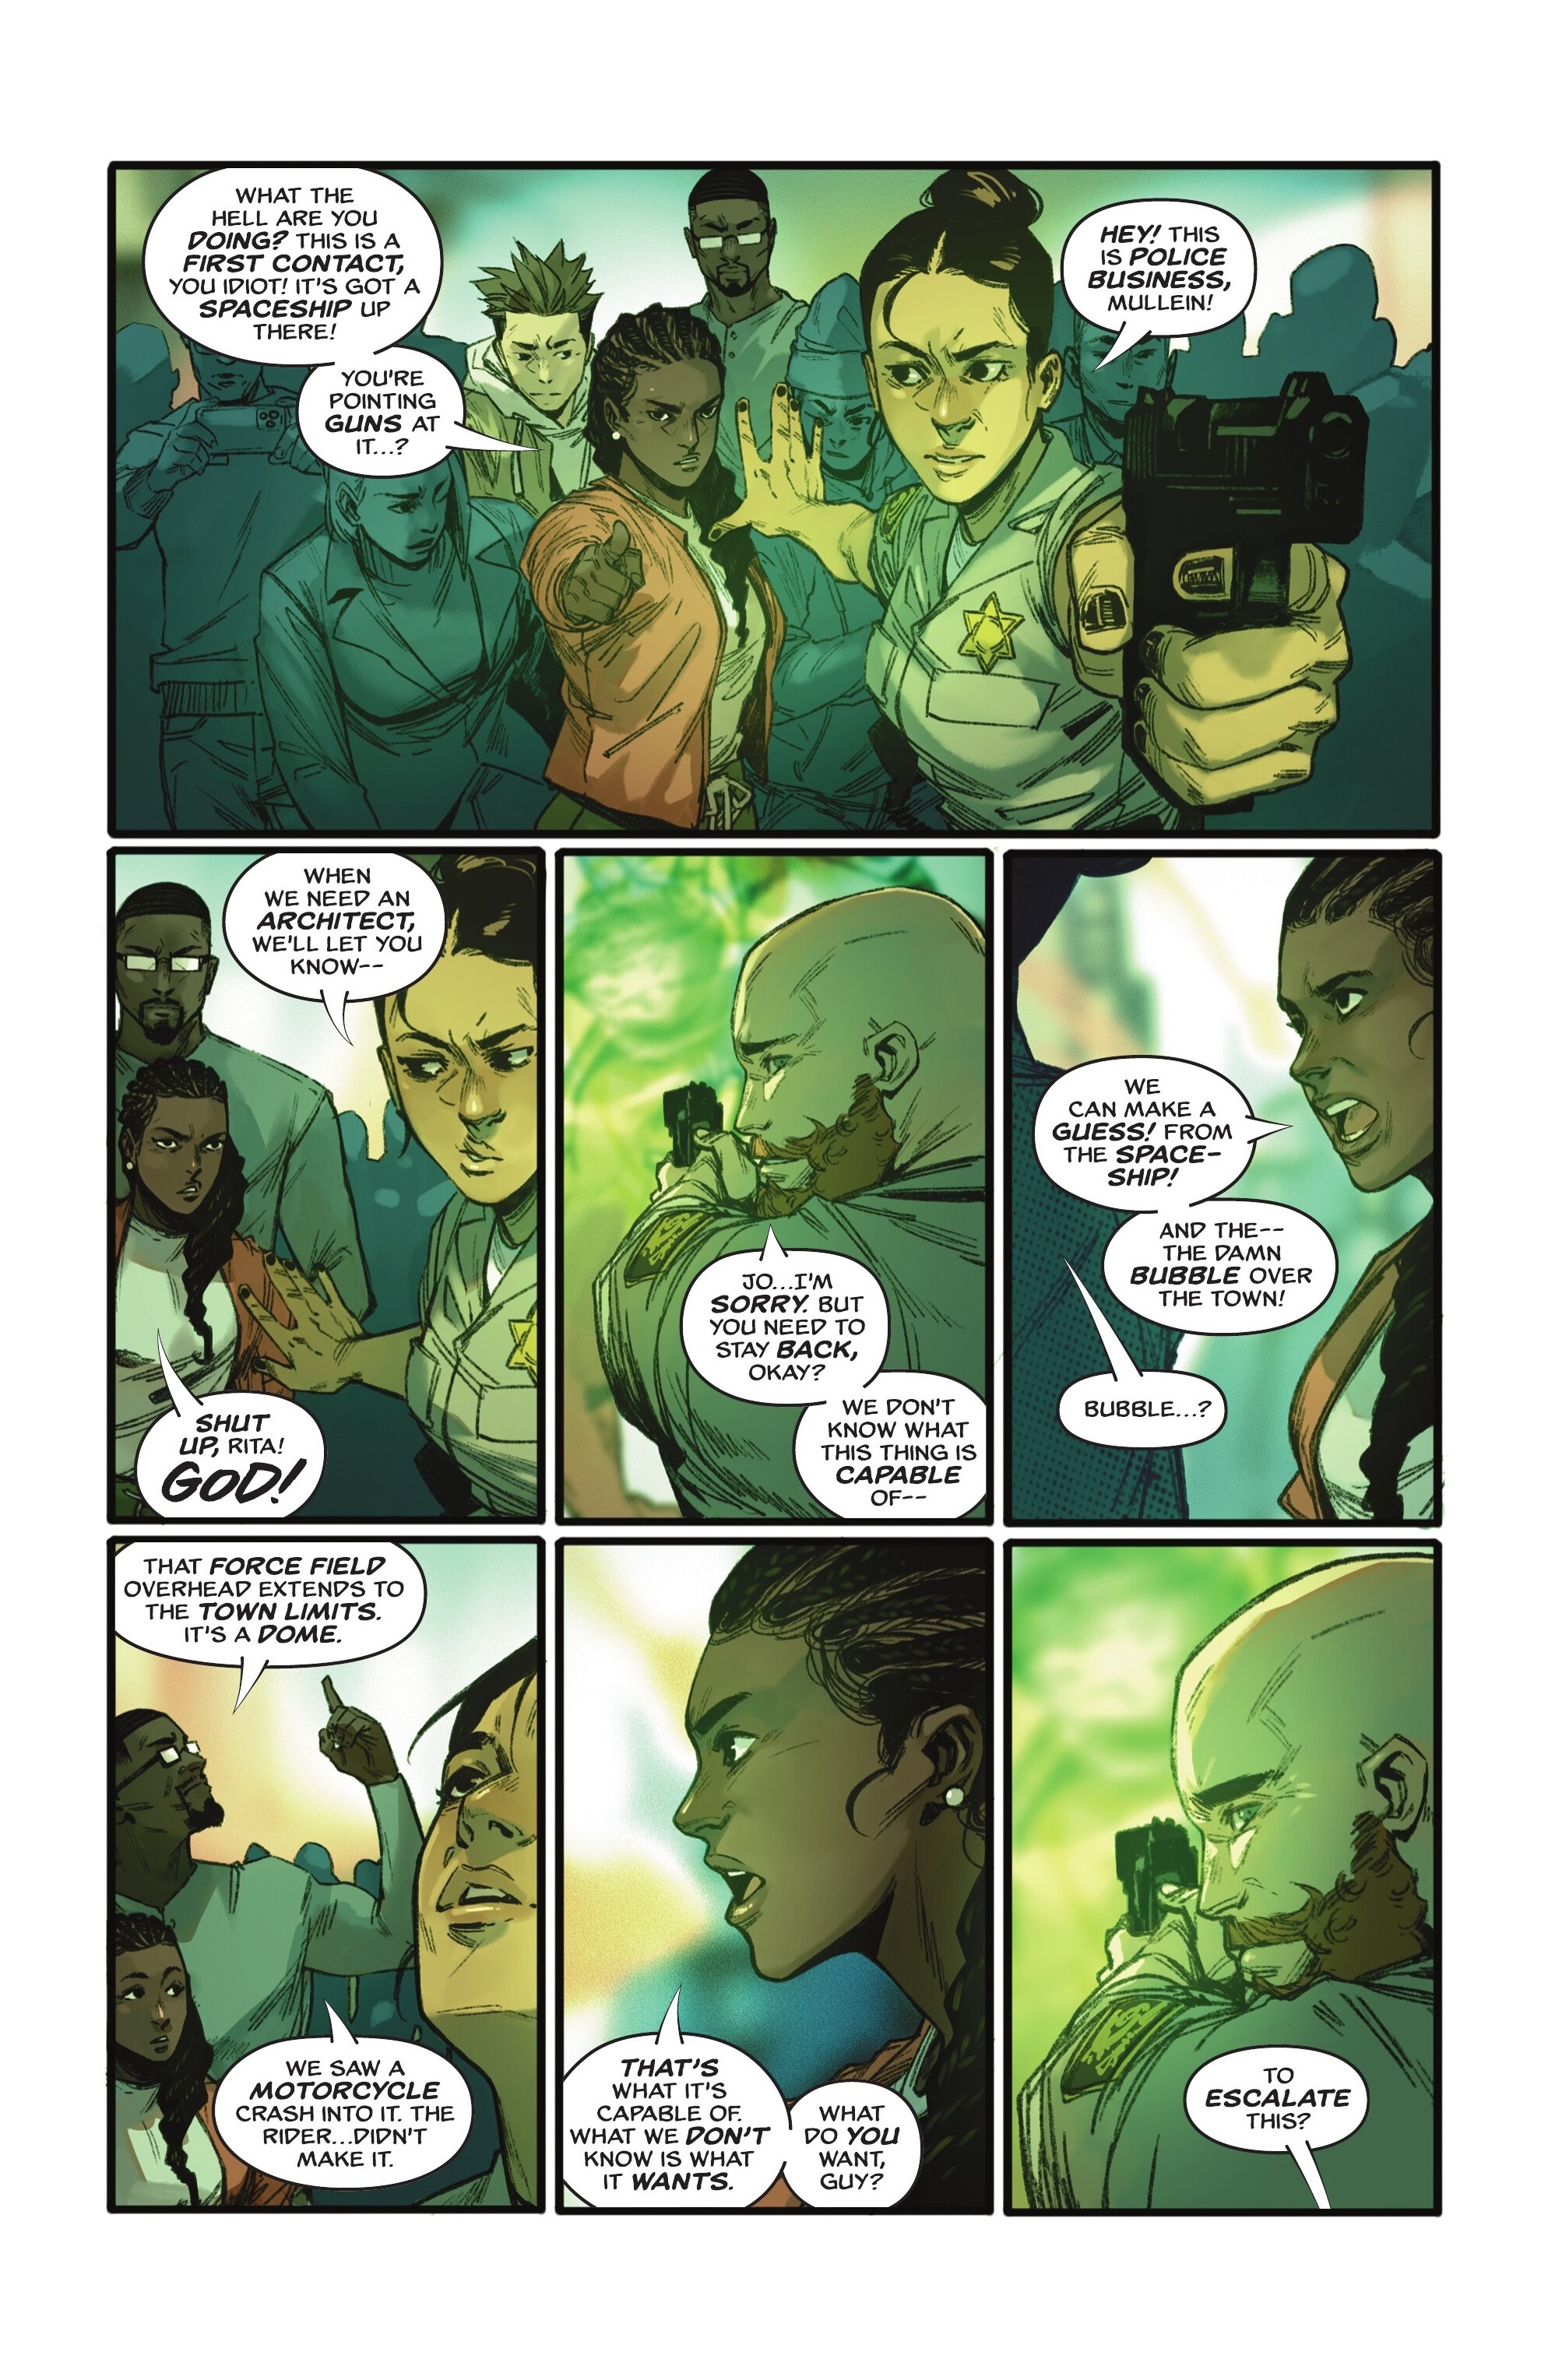 WHAT THE
HELL ARE YOU
DOING? THIS IS A
FIRST CONTACT,
YOU IDIOT! IT'S GOT A
SPACESHIP UP
THERE!
YOU'RE
POINTING
GUNS AT
IT...?
HEY! THIS
IS POLICE
BUSINESS,
MULLEIN!
WHEN
WE NEED AN
ARCHITECT,
WE'LL LET YOU
KNOW--
SHUT
UP, RITA!
GOD!
JO...I'M
SORRY. BUT
YOU NEED TO
STAY BACK,
OKAY?
WE DON'T
KNOW WHAT
THIS THING IS
CAPABLE
OF--
WE
CAN MAKE A
GUESS! FROM
THE SPACE-
SHIP!
AND THE--
THE DAMN
BUBBLE OVER
THE TOWN!
BUBBLE...?
THAT FORCE FIELD
OVERHEAD EXTENDS TO
THE TOWN LIMITS.
IT'S A DOME.
WE SAW A
MOTORCYCLE
CRASH INTO IT. THE
RIDER...DIDN'T
MAKE IT.
THAT'S
WHAT IT'S
CAPABLE OF.
WHAT WE DON'T
KNOW IS WHAT
IT WANTS.
WHAT
DO YOU
WANT,
GUY?
TO
ESCALATE
THIS?